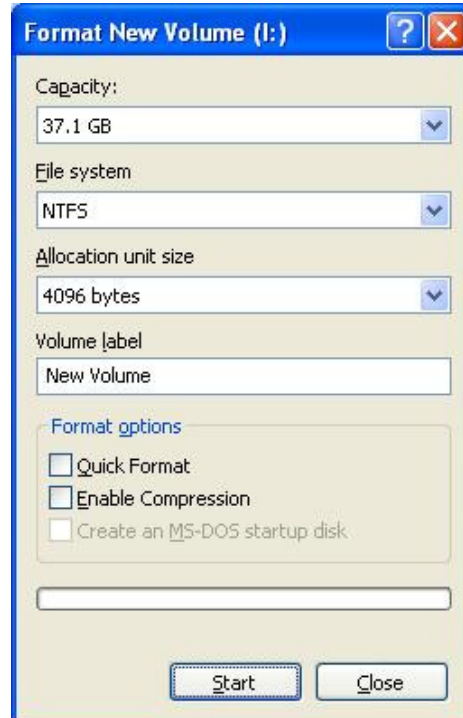 Format New Volume (I:)
Capacity:
37.1 GB
File system
NTFS
Allocation unit size
4096 bytes
Volume label
New Volume
Format options
Quick Format
Enable Compression
Create an MS-DOS startup disk
Start Close